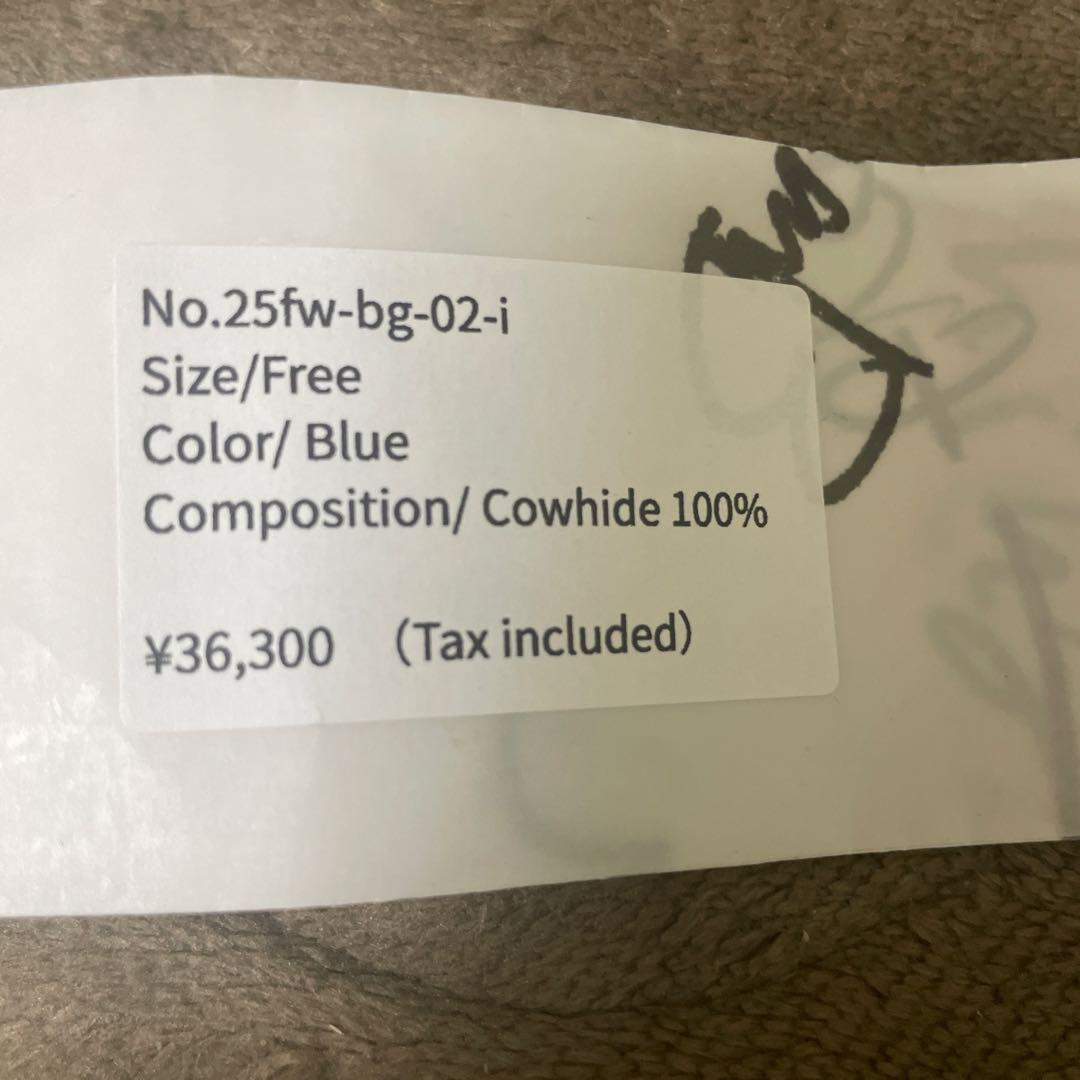 No.25fw-bg-02-i
Size/Free
Color/ Blue
Composition/ Cowhide 100%
¥36,300 （Tax included）